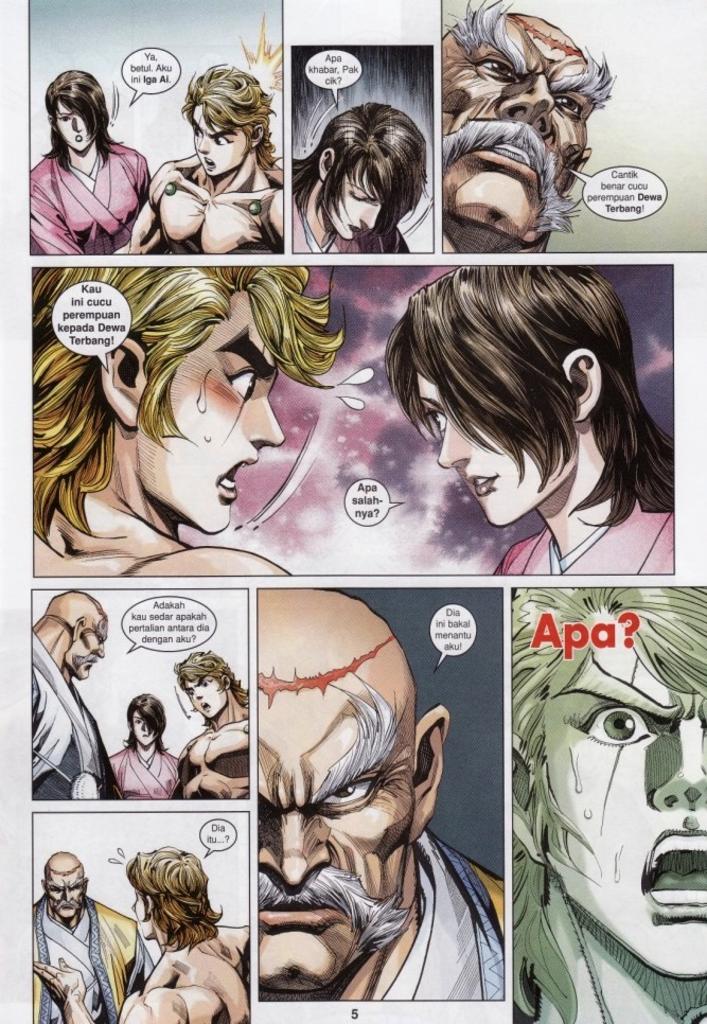 Ya,
betul. Aku
ini Iga Ai.
Apa
khabar, Pak
cik?
Cantik
benar cucu
perempuan Dewa
Terbang!
Kau
ini cucu
perempuan
kepada Dewa
Terbang!
Apa
salah-
nya?
Adakah
kau sedar apakah
pertalian antara dia
dengan aku?
Dia
ini bakal
menantu
aku!
Apa?
Dia
itu...?
5